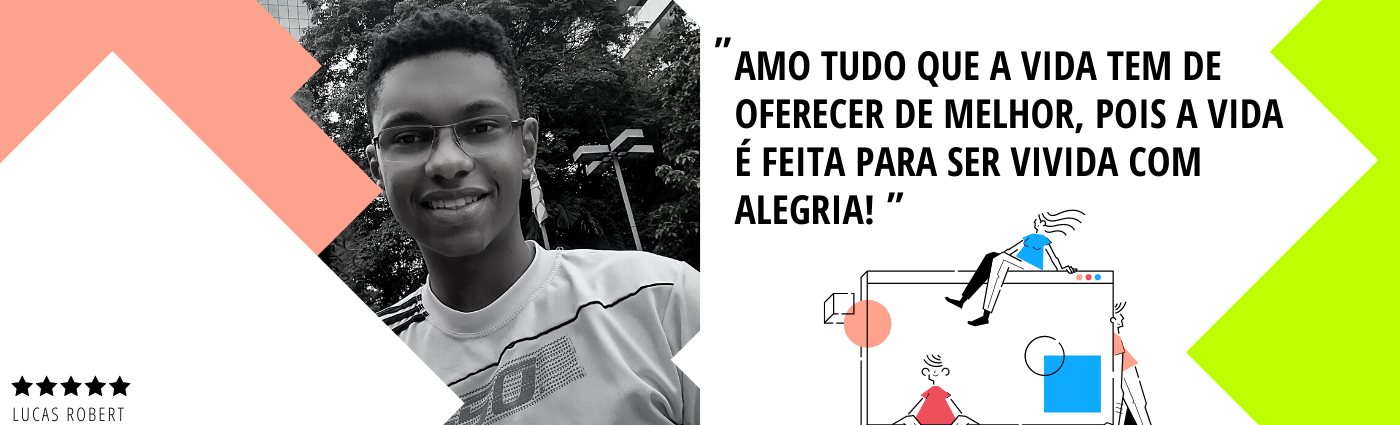 " AMO TUDO QUE A VIDA TEM DE
OFERECER DE MELHOR, POIS A VIDA
É FEITA PARA SER VIVIDA COM
ALEGRIA! "
LUCAS ROBERT